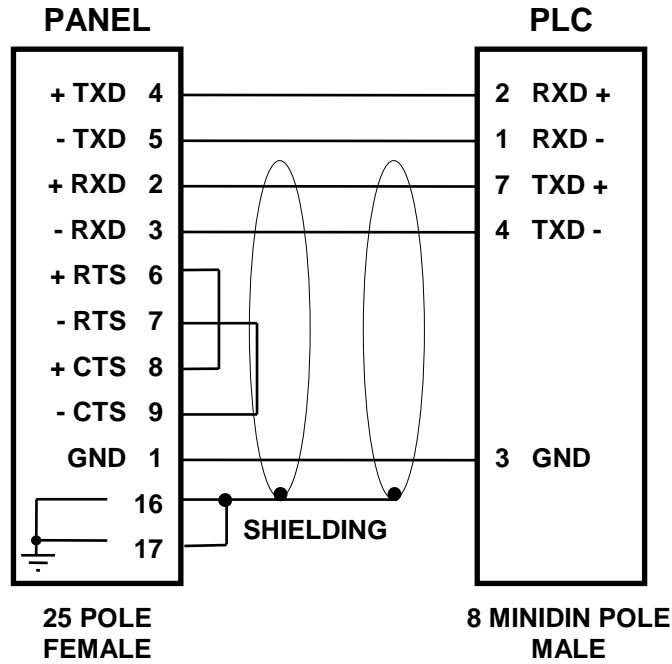 PANEL PLC
+ TXD 4 2 RXD +
- TXD 5 1 RXD -
+ RXD 2 7 TXD +
- RXD 3 4 TXD -
+ RTS 6
- RTS 7
+ CTS 8
- CTS 9
GND 1 3 GND
16
SHIELDING
17
25 POLE 8 MINIDIN POLE
FEMALE MALE